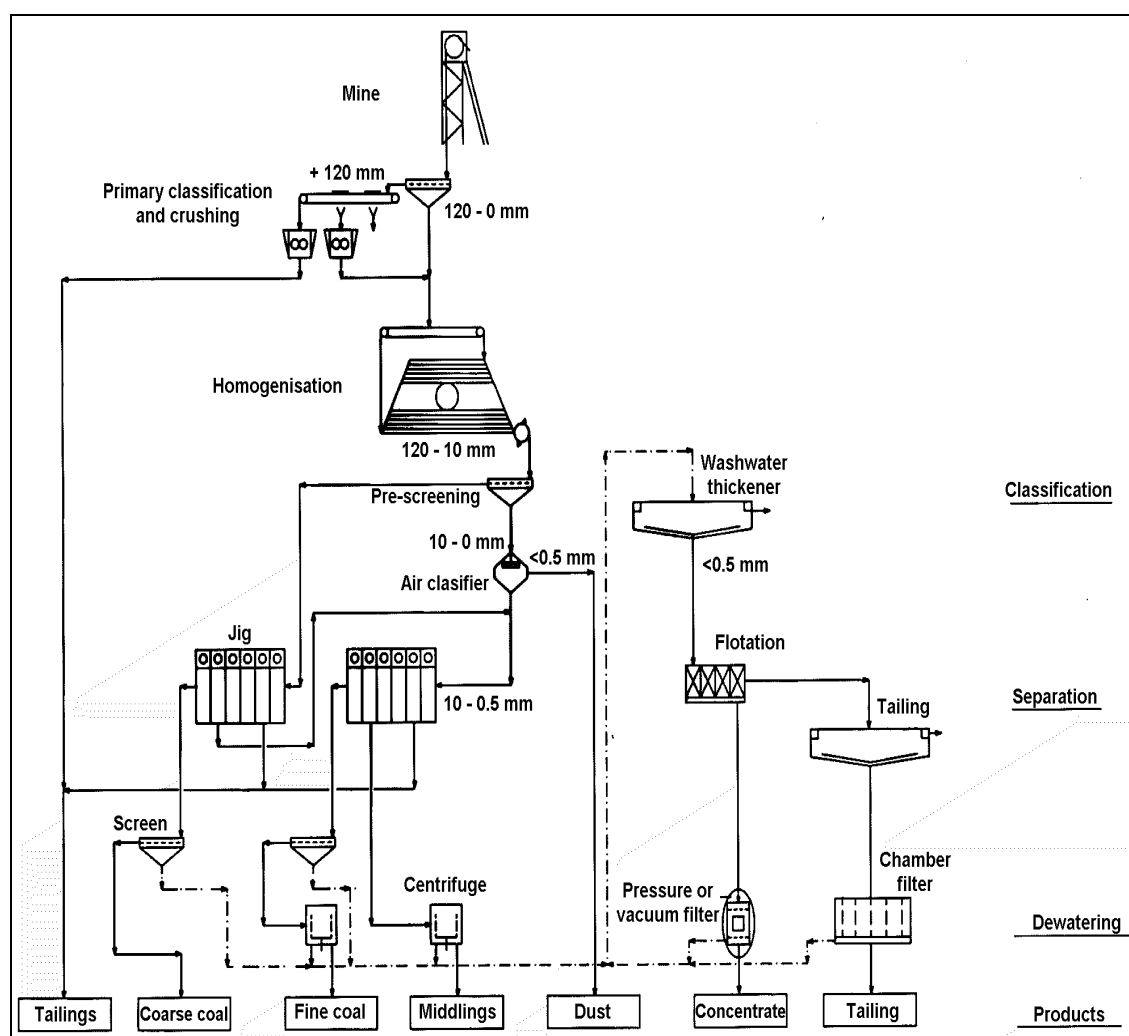 Mine
+ 120 mm
Primary classification
and crushing
120 - 0 mm
Homogenisation
120 - 10 mm
Washwater
thickener
Classification
Pre-screening
10 - 0 mm
<0.5 mm
<0.5 mm
Air clasifier
Jig
Flotation
10 - 0.5 mm
Separation
Tailing
Screen
Chamber
filter
Centrifuge
Pressure or
vacuum filter
Dewatering
Tailings
Coarse coal
Fine coal
Middlings
Dust
Concentrate
Tailing
Products